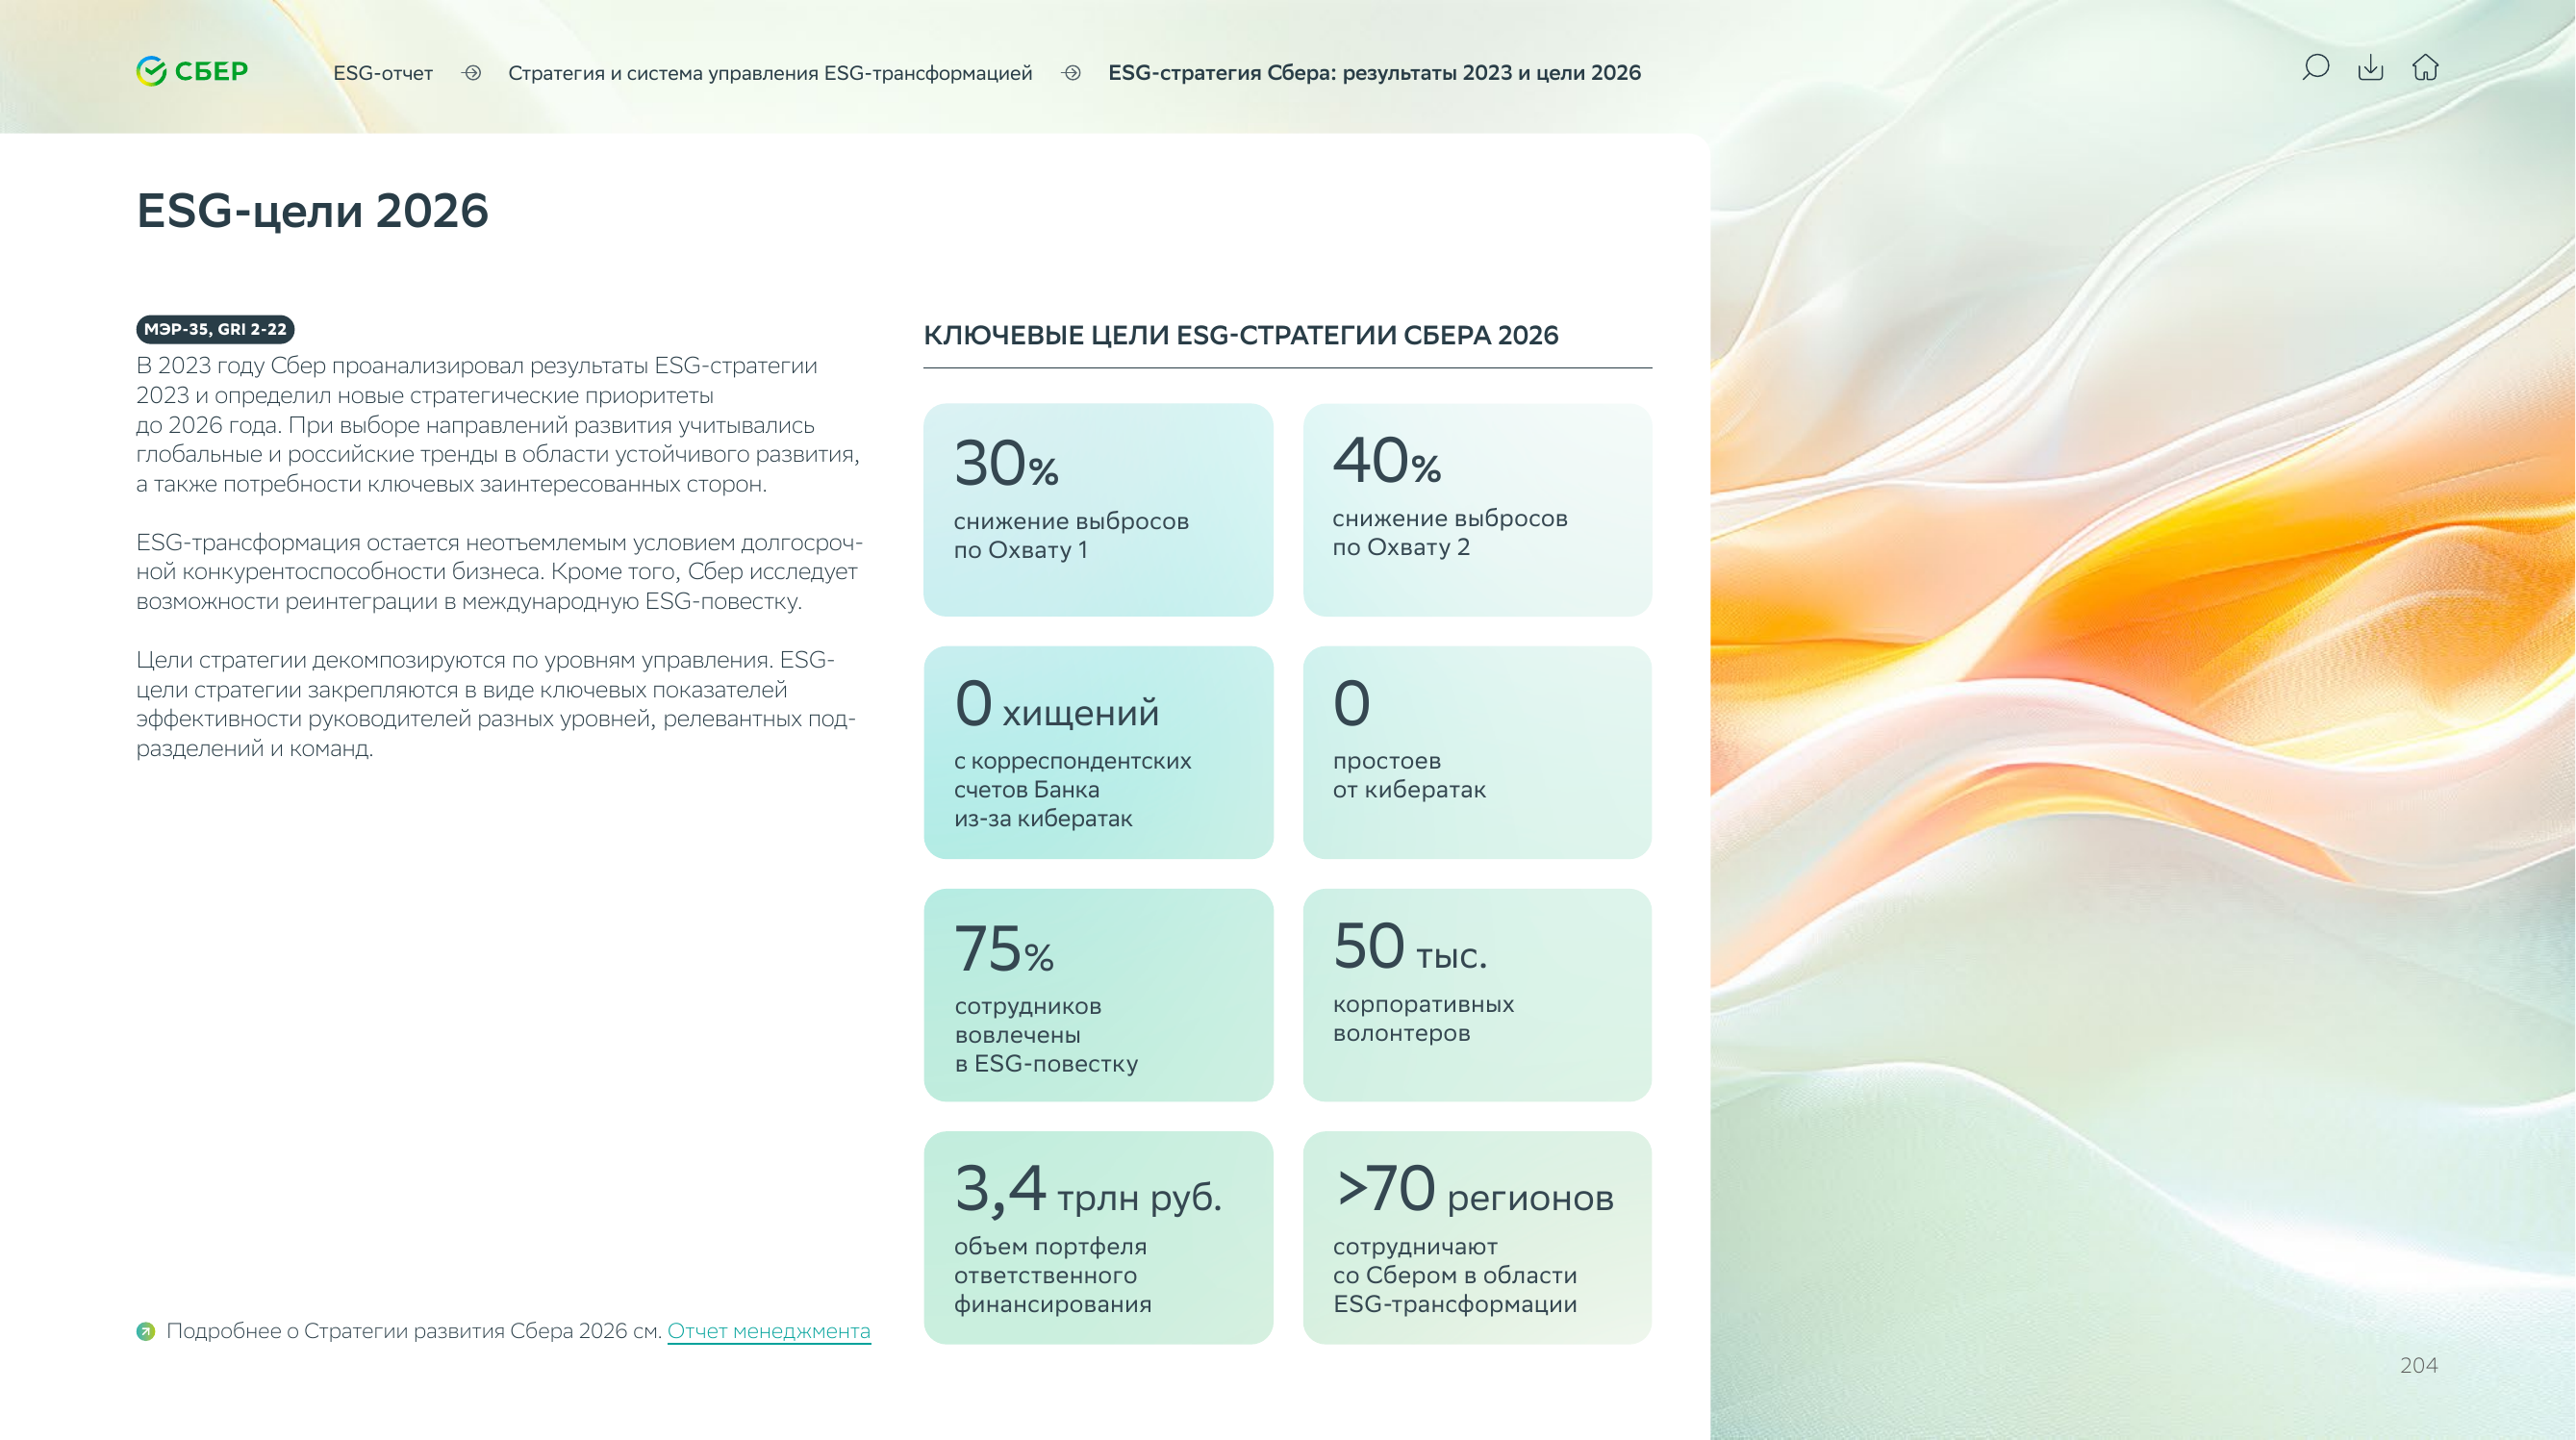 СБЕР
ESG-отчет
Стратегия и система управления ESG-трансформацией
ESG-стратегия Сбера: результаты 2023 и цели 2026
ESG-цели 2026
МЭР-35, GRI 2-22
В 2023 году Сбер проанализировал результаты ESG-стратегии
2023 и определил новые стратегические приоритеты
до 2026 года. При выборе направлений развития учитывались
глобальные и российские тренды в области устойчивого развития,
а также потребности ключевых заинтересованных сторон.
ESG-трансформация остается неотъемлемым условием долгосроч-
ной конкурентоспособности бизнеса. Кроме того, Сбер исследует
возможности реинтеграции в международную ESG-повестку.
Цели стратегии декомпозируются по уровням управления. ESG-
цели стратегии закрепляются в виде ключевых показателей
эффективности руководителей разных уровней, релевантных под-
разделений и команд.
Подробнее о Стратегии развития Сбера 2026 см. Отчет менеджмента
КЛЮЧЕВЫЕ ЦЕЛИ ESG-СТРАТЕГИИ СБЕРА 2026
30%
снижение выбросов
по Охвату 1
40%
снижение выбросов
по Охвату 2
0 хищений
с корреспондентских
счетов Банка
из-за кибератак
0
простоев
от кибератак
75%
сотрудников
вовлечены
в ESG-повестку
50 тыс.
корпоративных
волонтеров
3,4 трлн руб.
объем портфеля
ответственного
финансирования
>70 регионов
сотрудничают
со Сбером в области
ESG-трансформации
204